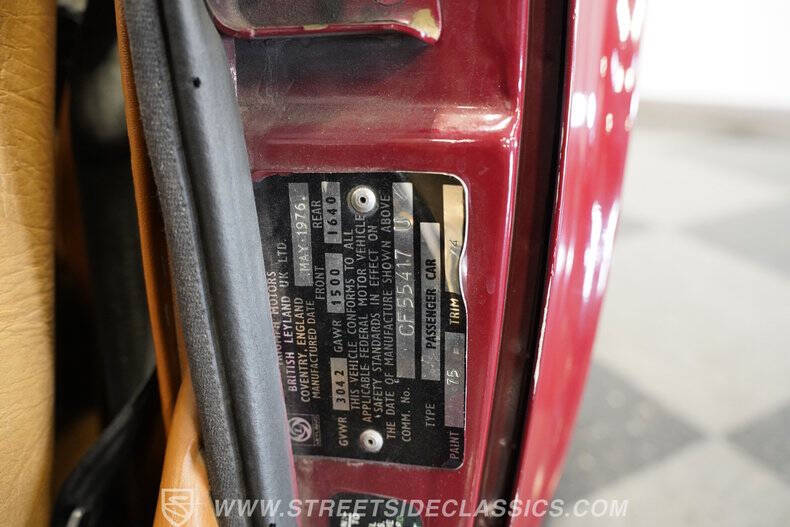 MOTORS
BRITISH LEYLAND UK LTD.
COVENTRY, ENGLAND
MANUFACTURED DATE MAY 1976.
FRONT REAR
GVWR 3042 GAWR 1500 1640
THIS VEHICLE CONFORMS TO ALL
APPLICABLE FEDERAL MOTOR VEHICLE
SAFETY STANDARDS IN EFFECT ON
THE DATE OF MANUFACTURE SHOWN ABOVE
COMM. No. CF55417 U
TYPE PASSENGER CAR
PAINT 75 TRIM
WWW.STREETSIDECLASSICS.COM